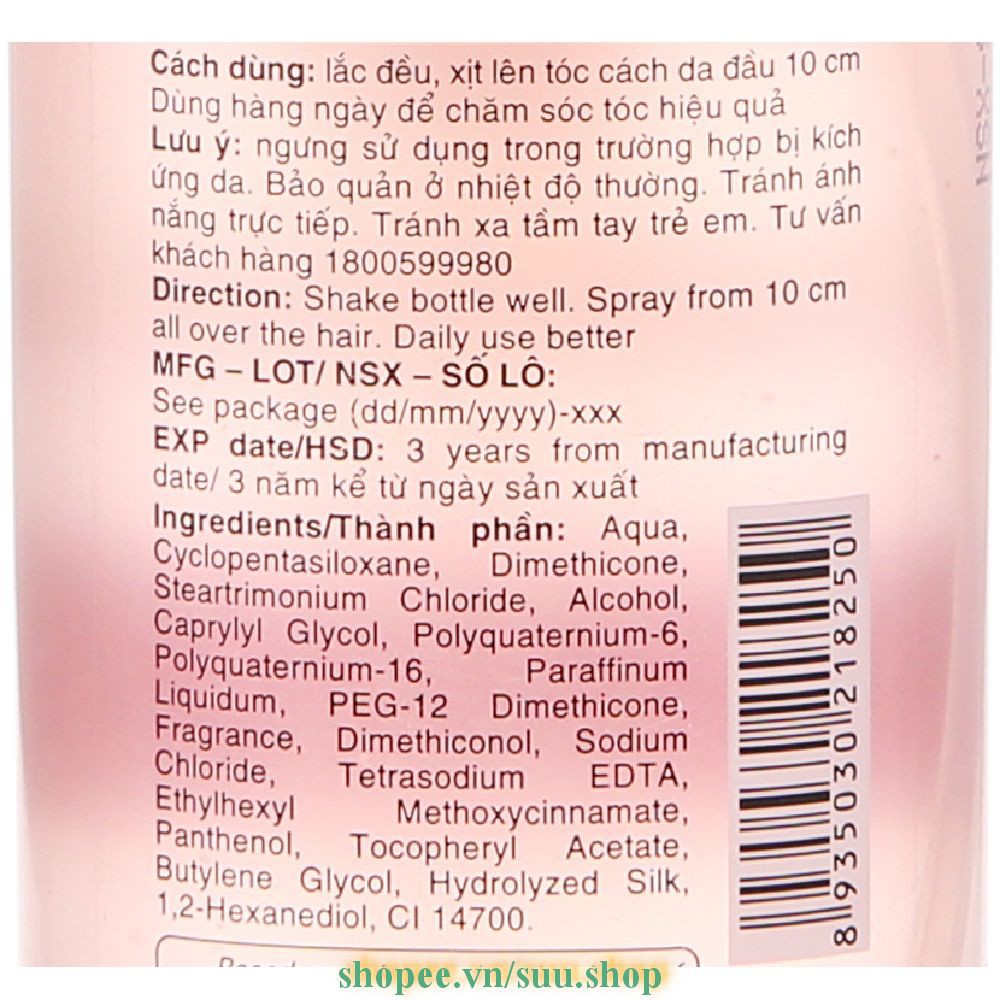 Cách dùng: lắc đều, xịt lên tóc cách da đầu 10 cm
Dùng hàng ngày để chăm sóc tóc hiệu quả
Lưu ý: ngưng sử dụng trong trường hợp bị kích
ứng da. Bảo quản ở nhiệt độ thường. Tránh ánh
nắng trực tiếp. Tránh xa tầm tay trẻ em. Tư vấn
khách hàng 1800599980
Direction: Shake bottle well. Spray from 10 cm
all over the hair. Daily use better
MFG – LOT/ NSX – SỐ LÔ:
See package (dd/mm/yyyy)-xxx
EXP date/HSD: 3 years from manufacturing
date/ 3 năm kể từ ngày sản xuất
Ingredients/Thành phần: Aqua,
Cyclopentasiloxane, Dimethicone,
Steartrimonium Chloride, Alcohol,
Caprylyl Glycol, Polyquaternium-6,
Polyquaternium-16, Paraffinum
Liquidum, PEG-12 Dimethicone,
Fragrance, Dimethiconol, Sodium
Chloride, Tetrasodium EDTA,
Ethylhexyl Methoxycinnamate,
Panthenol, Tocopheryl Acetate,
Butylene Glycol, Hydrolyzed Silk,
1,2-Hexanediol, CI 14700.
8 935030 218250
NSX
shopee.vn/suu.shop